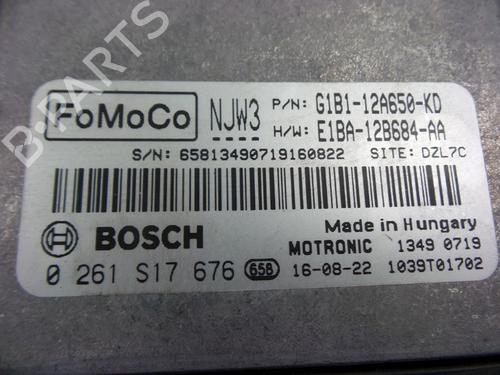 FoMoCo NJW3 P/N: G1B1-12A650-KD
H/W: E1BA-12B684-AA
S/N: 65813490719160822 SITE: DZL7C
BOSCH Made in Hungary
MOTRONIC 1349 0719
0 261 S17 676 658 16-08-22 1039T01702
B-PARTS